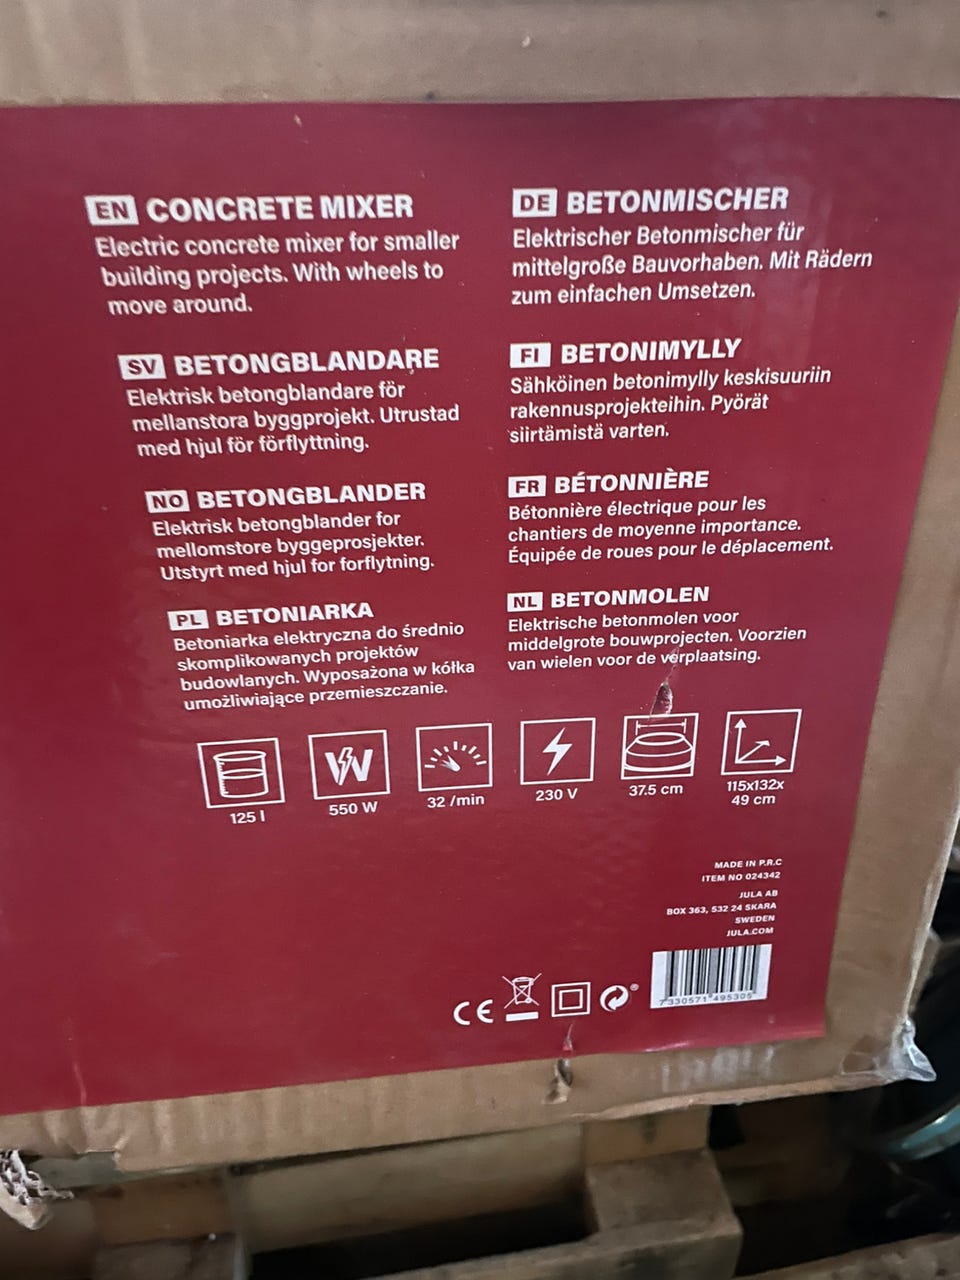 EN CONCRETE MIXER
Electric concrete mixer for smaller
building projects. With wheels to
move around.
SV BETONGBLANDARE
Elektrisk betongblandare för
mellanstora byggprojekt. Utrustad
med hjul för förflyttning.
NO BETONGBLANDER
Elektrisk betongblander for
mellomstore byggeprosjekter.
Utstyrt med hjul for forflytning.
PL BETONIARKA
Betoniarka elektryczna do średnio
skomplikowanych projektów
budowlanych. Wyposażona w kółka
umożliwiające przemieszczanie.
DE BETONMISCHER
Elektrischer Betonmischer für
mittelgroße Bauvorhaben. Mit Rädern
zum einfachen Umsetzen.
FI BETONIMYLLY
Sähköinen betonimylly keskisuuriin
rakennusprojekteihin. Pyörät
siirtämistä varten.
FR BÉTONNIÈRE
Bétonnière électrique pour les
chantiers de moyenne importance.
Équipée de roues pour le déplacement.
NL BETONMOLEN
Elektrische betonmolen voor
middelgrote bouwprojecten. Voorzien
van wielen voor de verplaatsing.
W
125 l
550 W
32 /min
230 V
37.5 cm
115x132x
49 cm
MADE IN P.R.C
ITEM NO 024342
JULA AB
BOX 363, 532 24 SKARA
SWEDEN
JULA.COM
CE
7 330571 495305